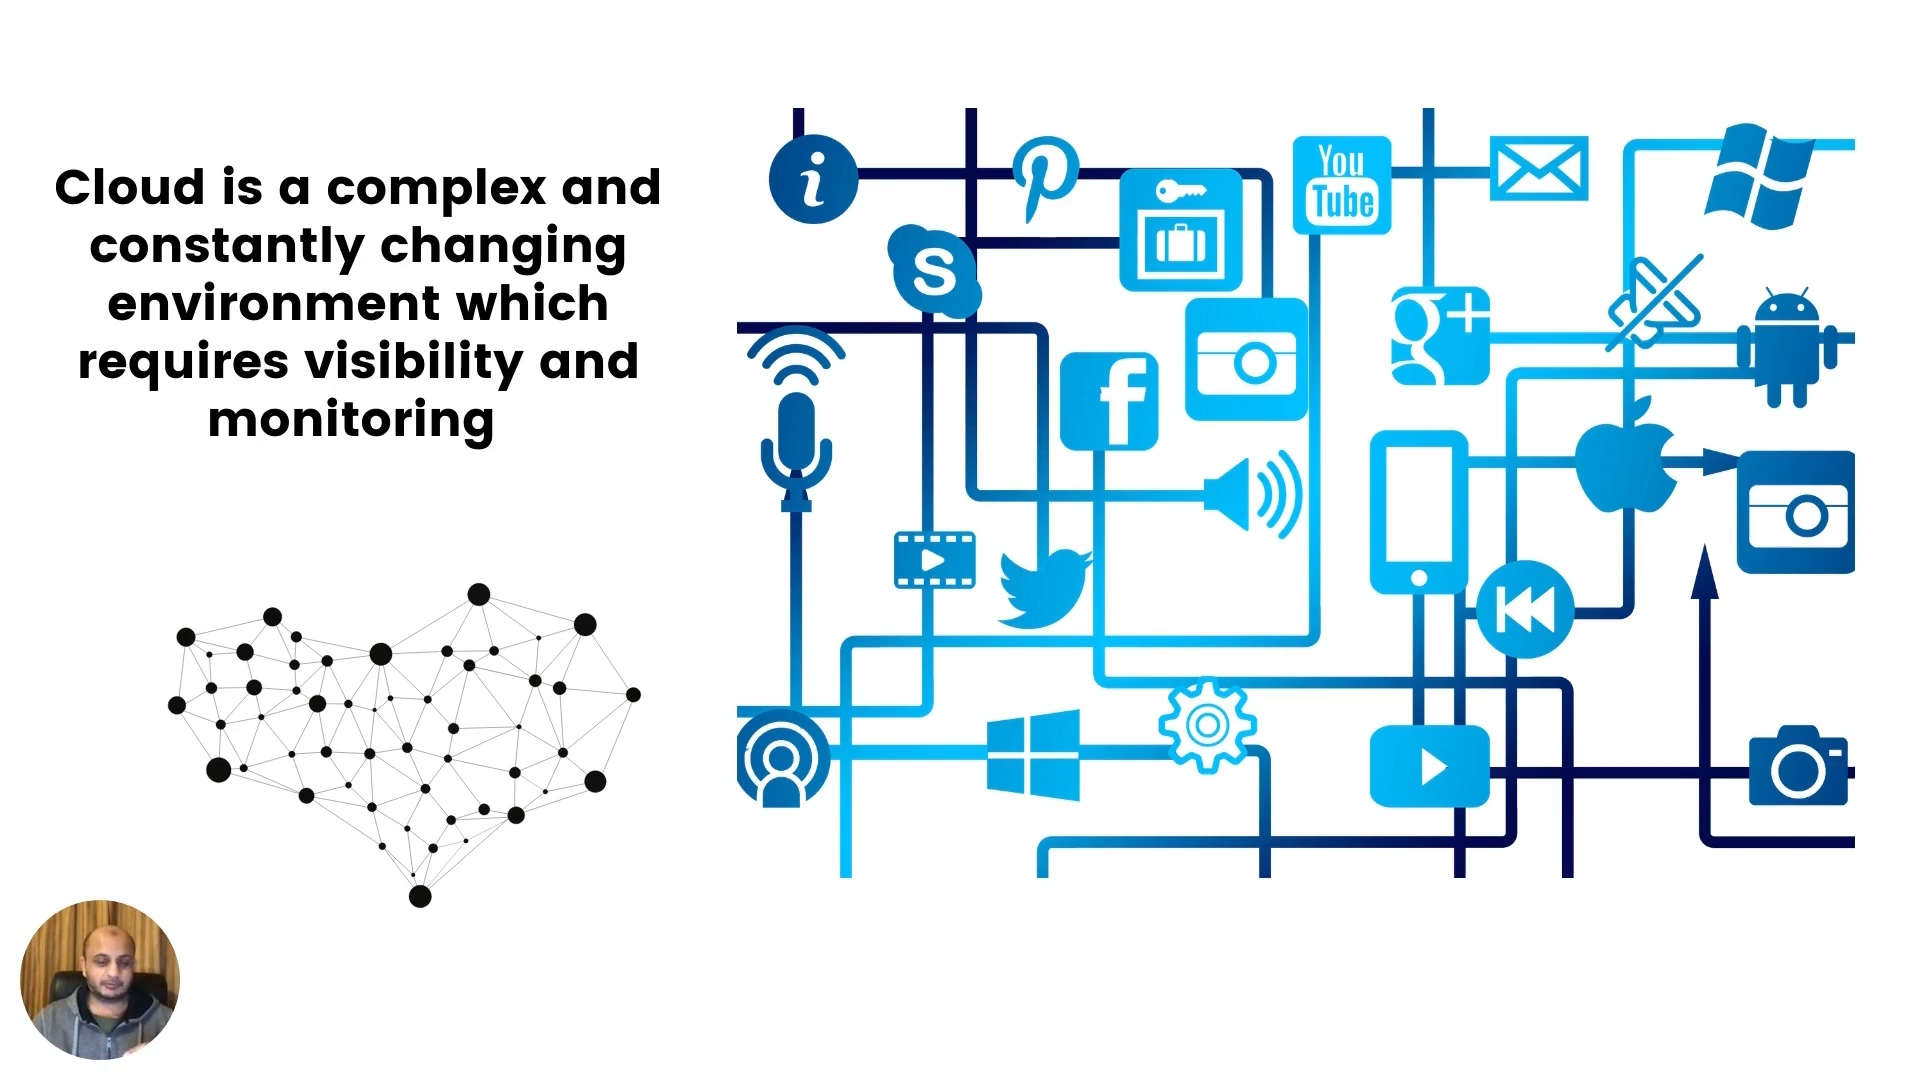 Cloud is a complex and
constantly changing
environment which
requires visibility and
monitoring
i
You
Tube
S
g+
f